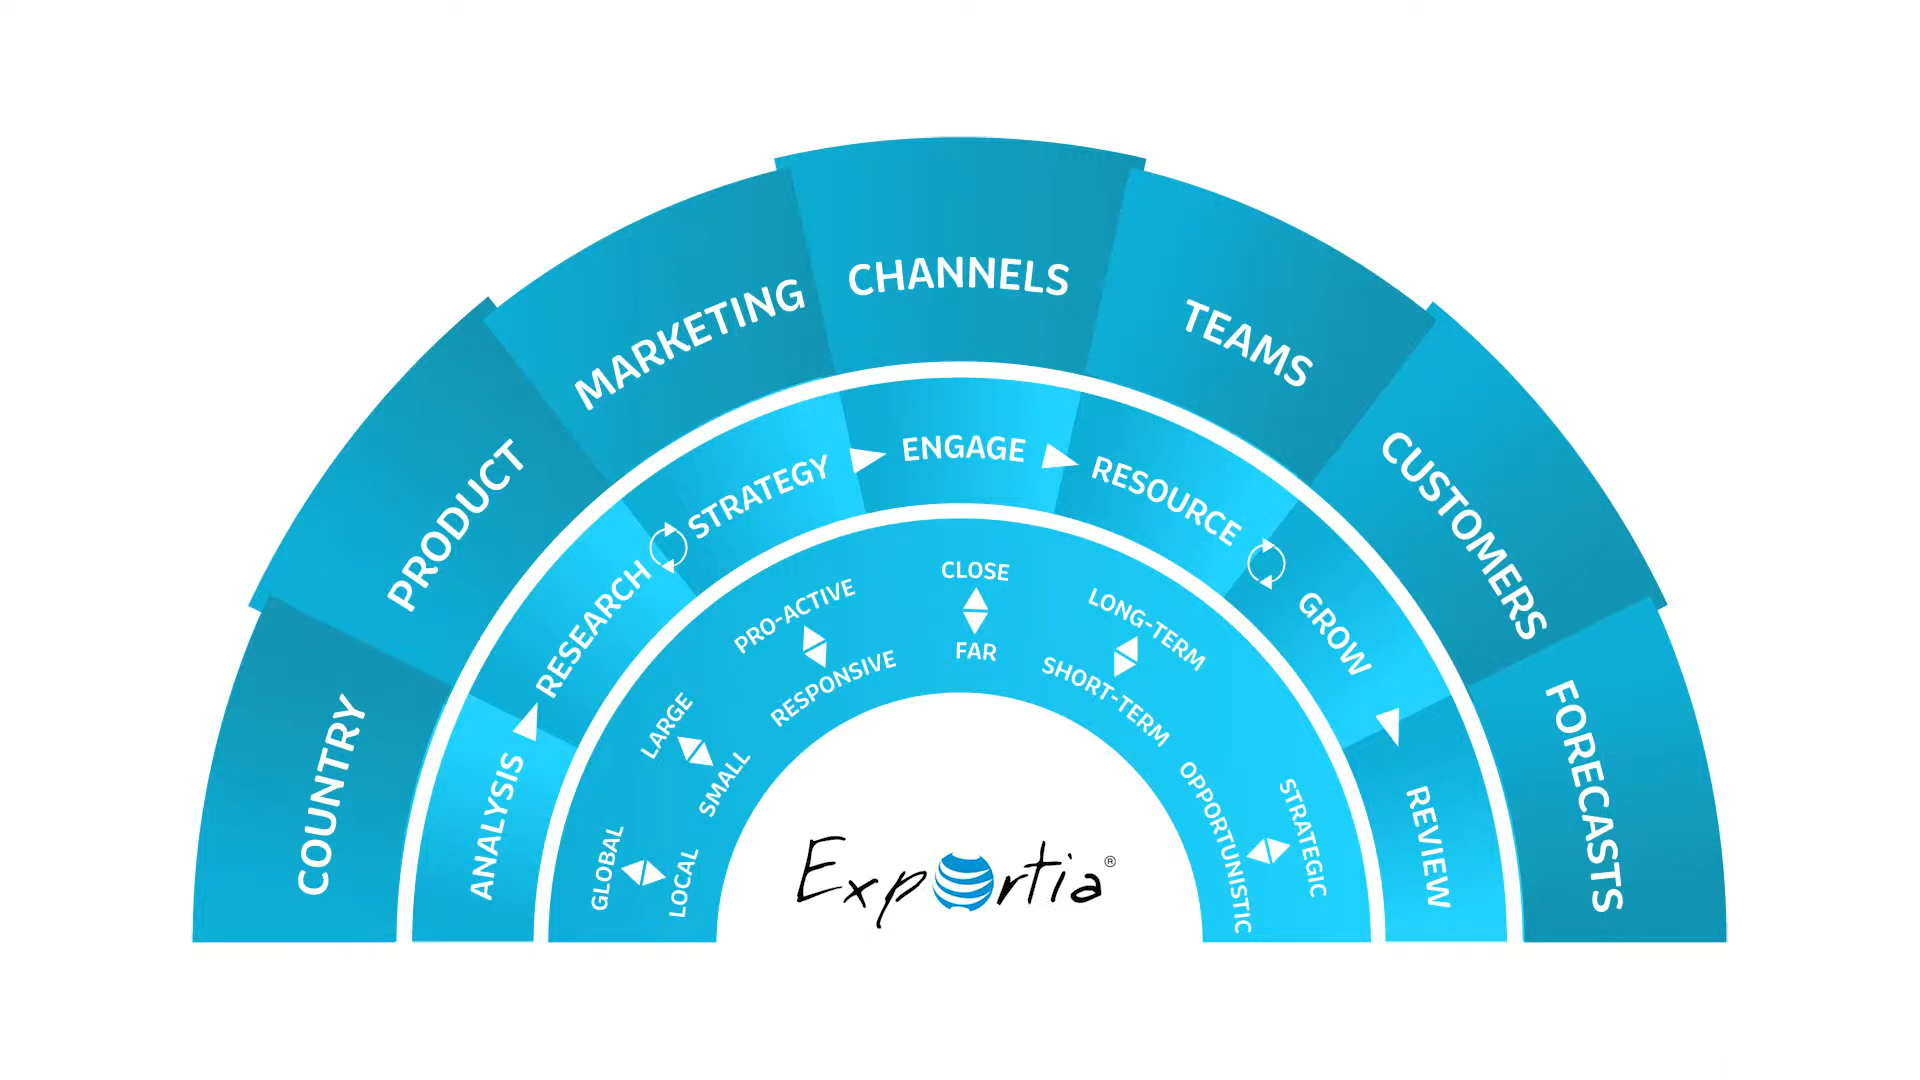 COUNTRY
PRODUCT
MARKETING
CHANNELS
TEAMS
CUSTOMERS
FORECASTS
ANALYSIS
RESEARCH
STRATEGY
ENGAGE
RESOURCE
GROW
REVIEW
GLOBAL
LOCAL
LARGE
SMALL
PRO-ACTIVE
RESPONSIVE
CLOSE
FAR
LONG-TERM
SHORT-TERM
STRATEGIC
OPPORTUNISTIC
Exportia®